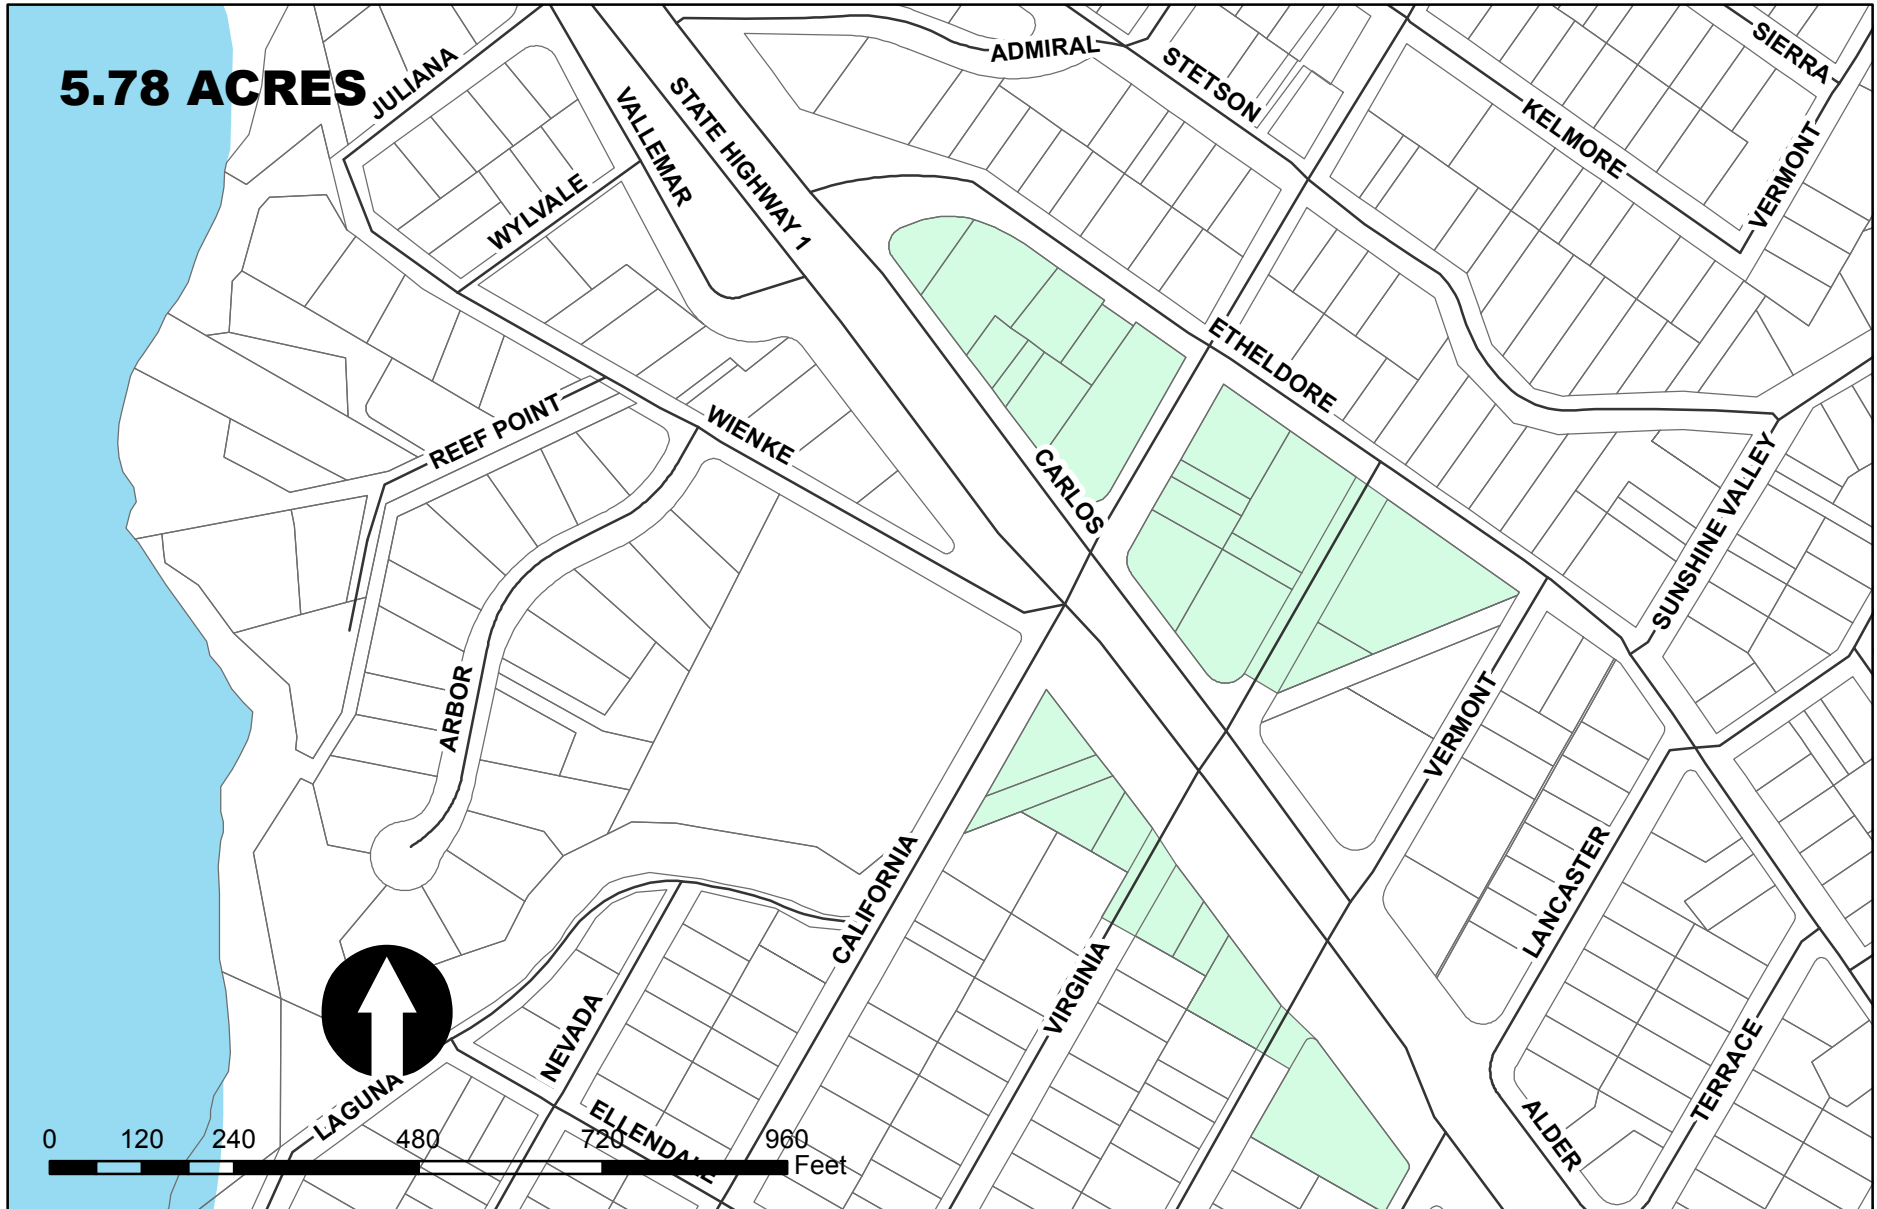 5.78 ACRES
JULIANA
ADMIRAL
STETSON
SIERRA
KELMORE
VERMONT
VALLEMAR
STATE HIGHWAY 1
WYLVALE
ETHELDORE
REEF POINT
WIENKE
CARLOS
SUNSHINE VALLEY
ARBOR
VERMONT
CALIFORNIA
LANCASTER
VIRGINIA
NEVADA
LAGUNA
ELLENDALE
ALDER
TERRACE
0 120 240 480 720 960
Feet